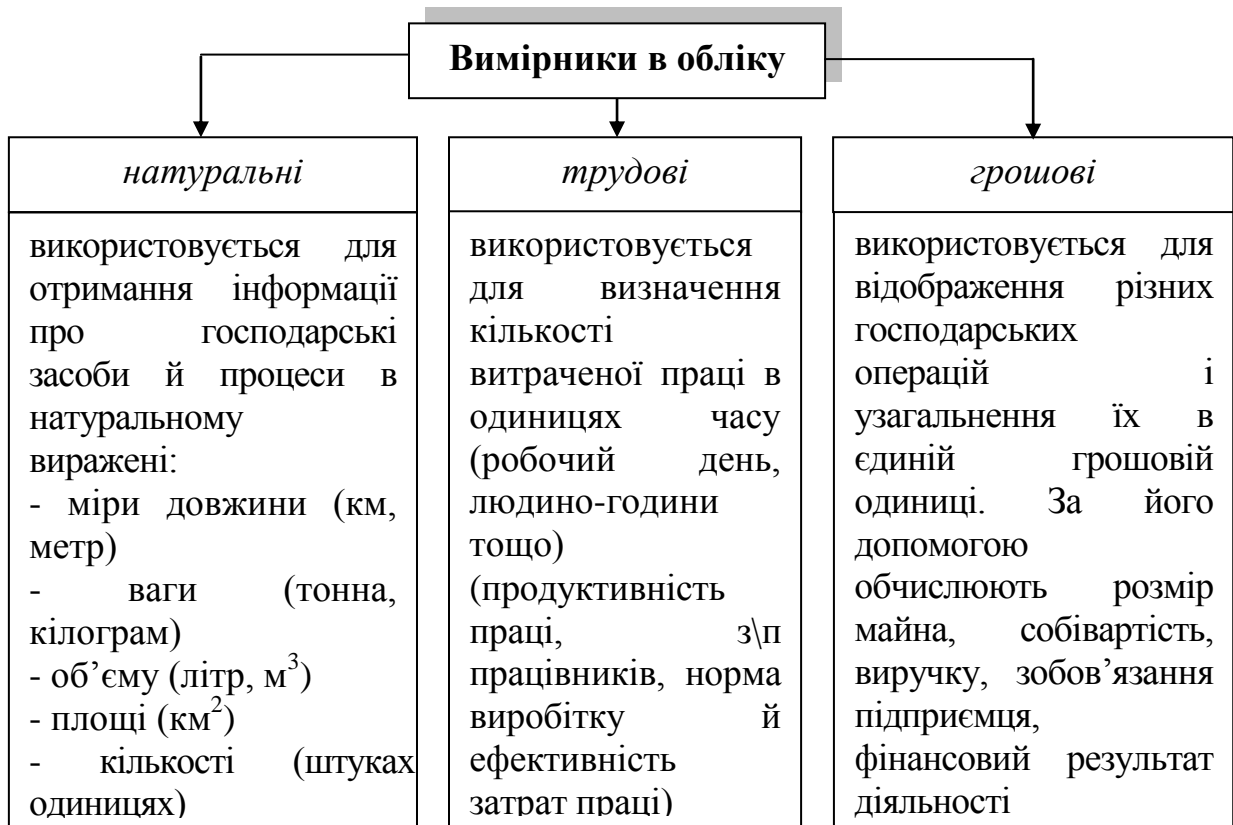 Вимірники в обліку
натуральні
використовується для
отримання інформації
про господарські
засоби й процеси в
натуральному
виражені:
- міри довжини (км,
метр)
- ваги (тонна,
кілограм)
- об’єму (літр, м³)
- площі (км²)
- кількості (штуках
одиницях)
трудові
використовується
для визначення
кількості
витраченої праці в
одиницях часу
(робочий день,
людино-години
тощо)
(продуктивність
праці, з\п
працівників, норма
виробітку й
ефективність
затрат праці)
грошові
використовується для
відображення різних
господарських
операцій і
узагальнення їх в
єдиній грошовій
одиниці. За його
допомогою
обчислюють розмір
майна, собівартість,
виручку, зобов’язання
підприємця,
фінансовий результат
діяльності